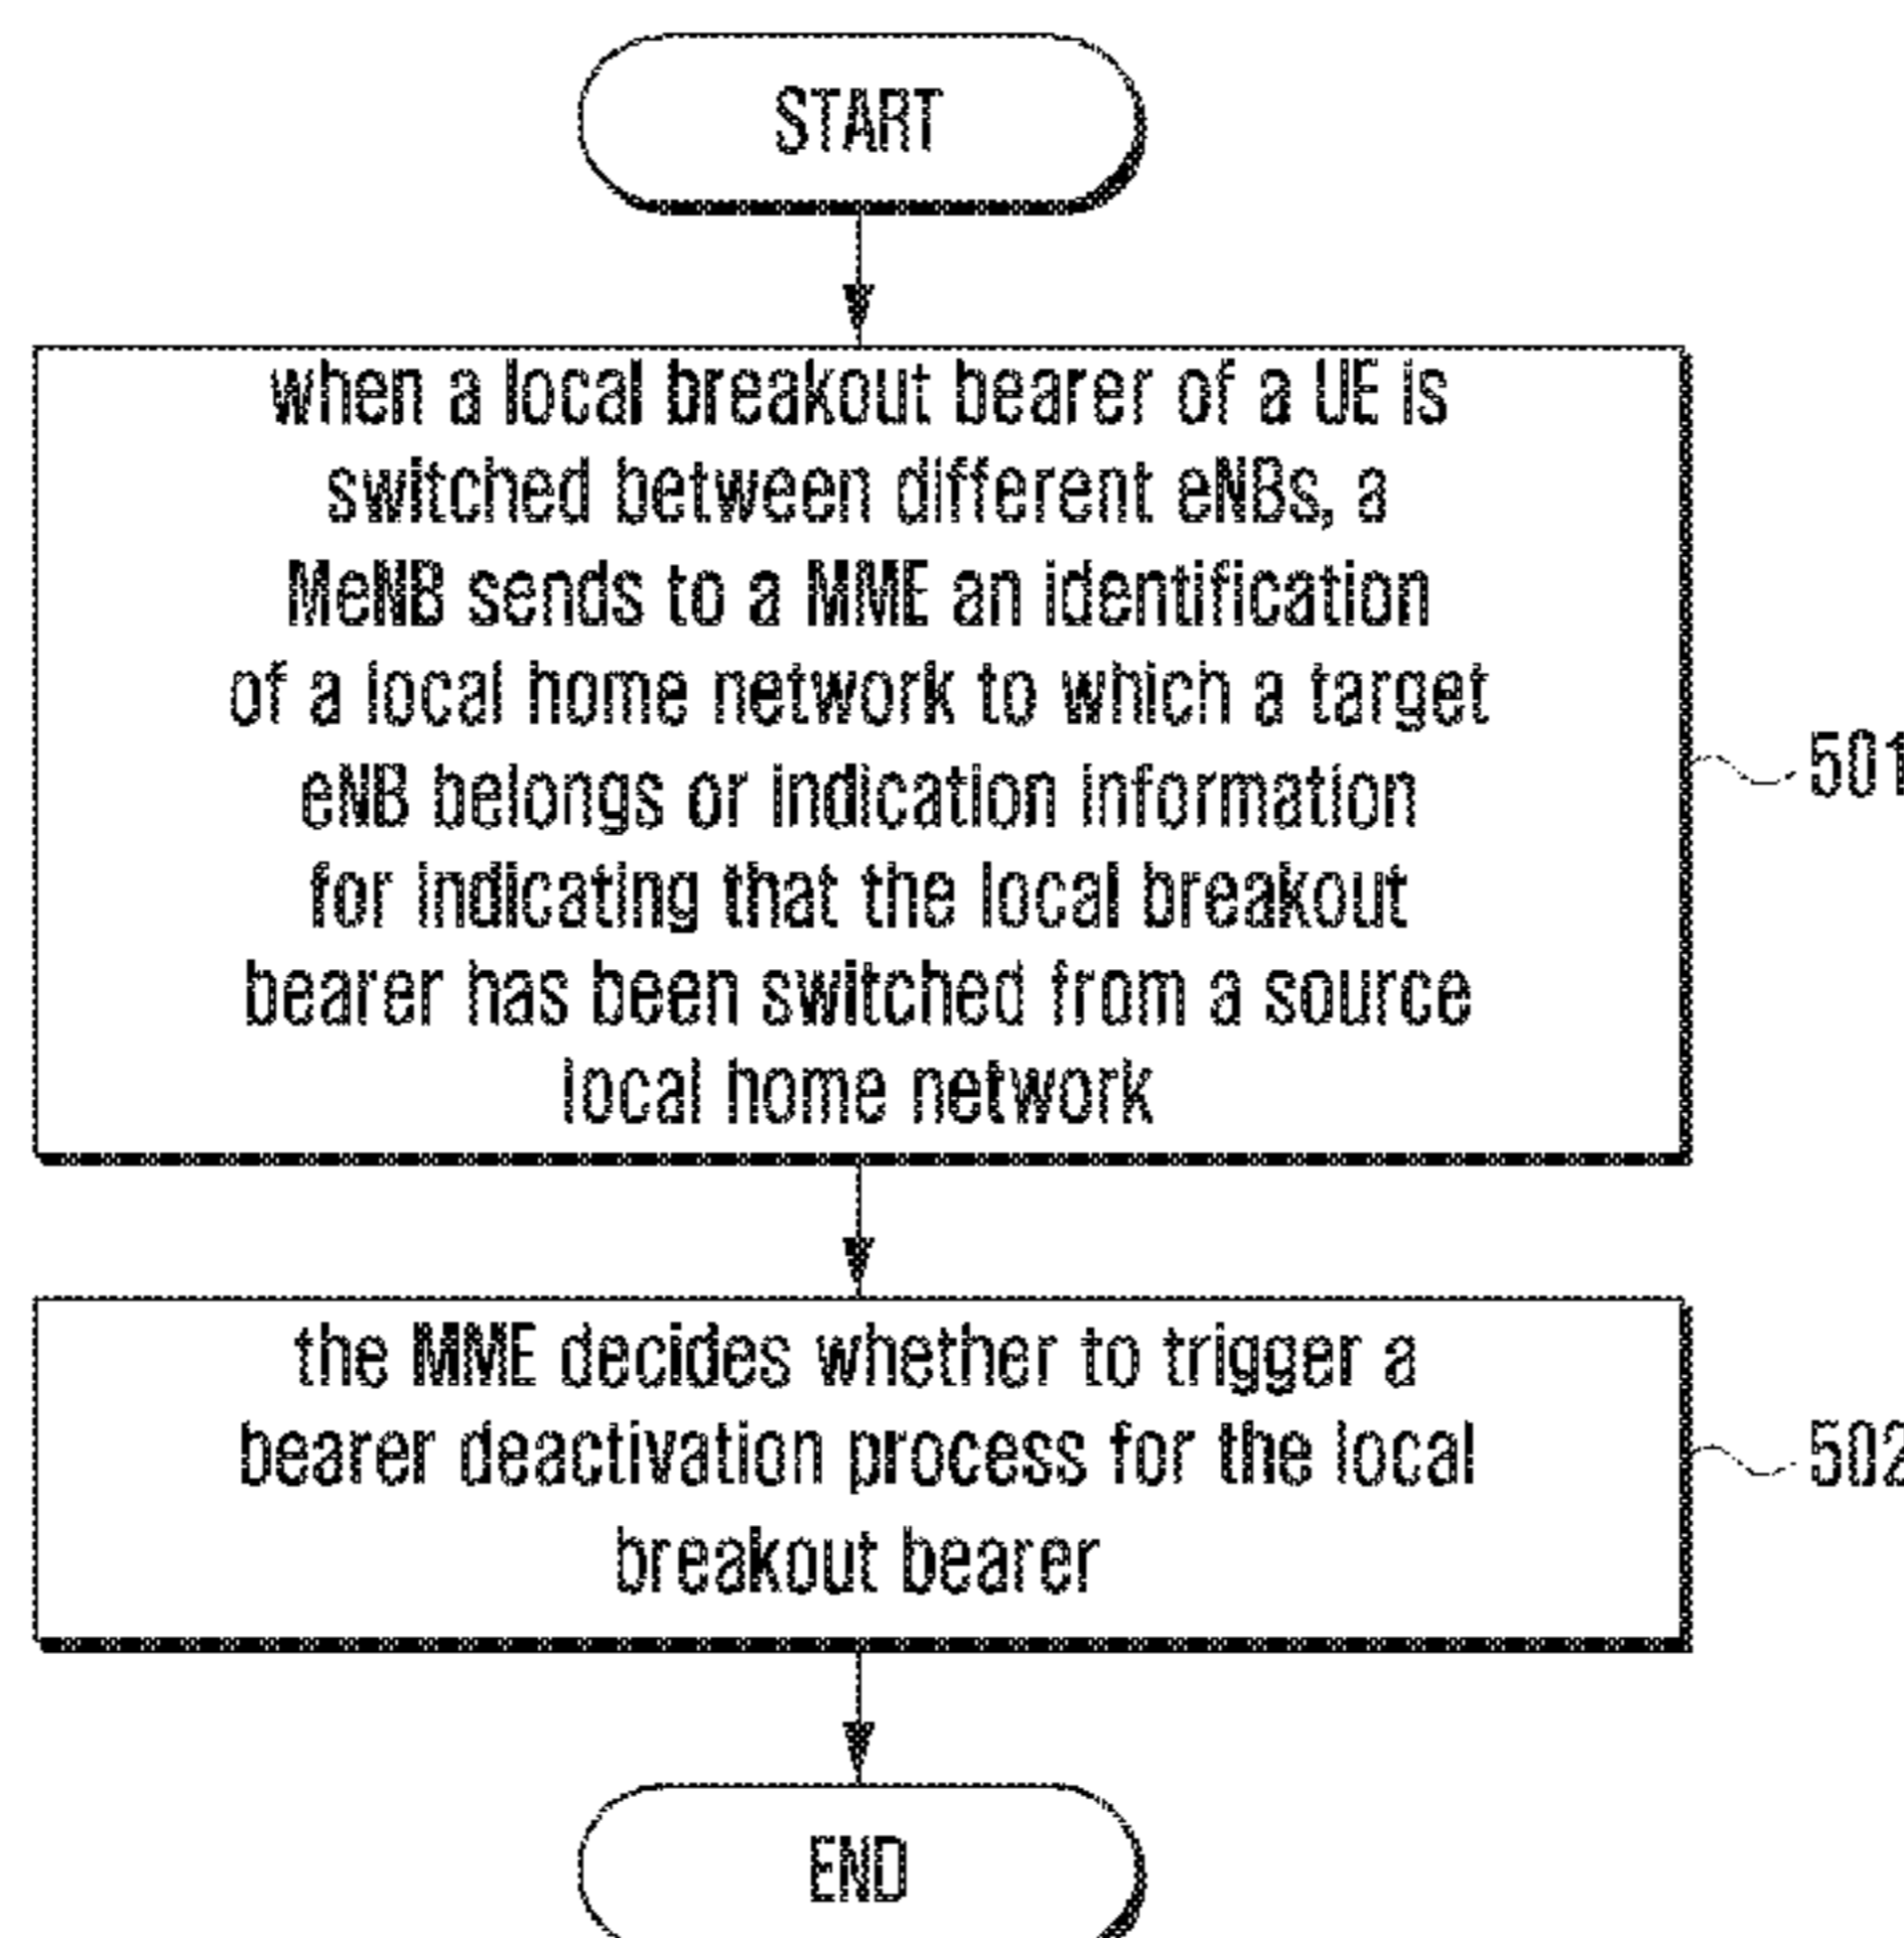 START
when a local breakout bearer of a UE is
switched between different eNBs, a
MeNB sends to a MME an identification
of a local home network to which a target
eNB belongs or indication information
for indicating that the local breakout
bearer has been switched from a source
local home network
501
the MME decides whether to trigger a
bearer deactivation process for the local
breakout bearer
502
END